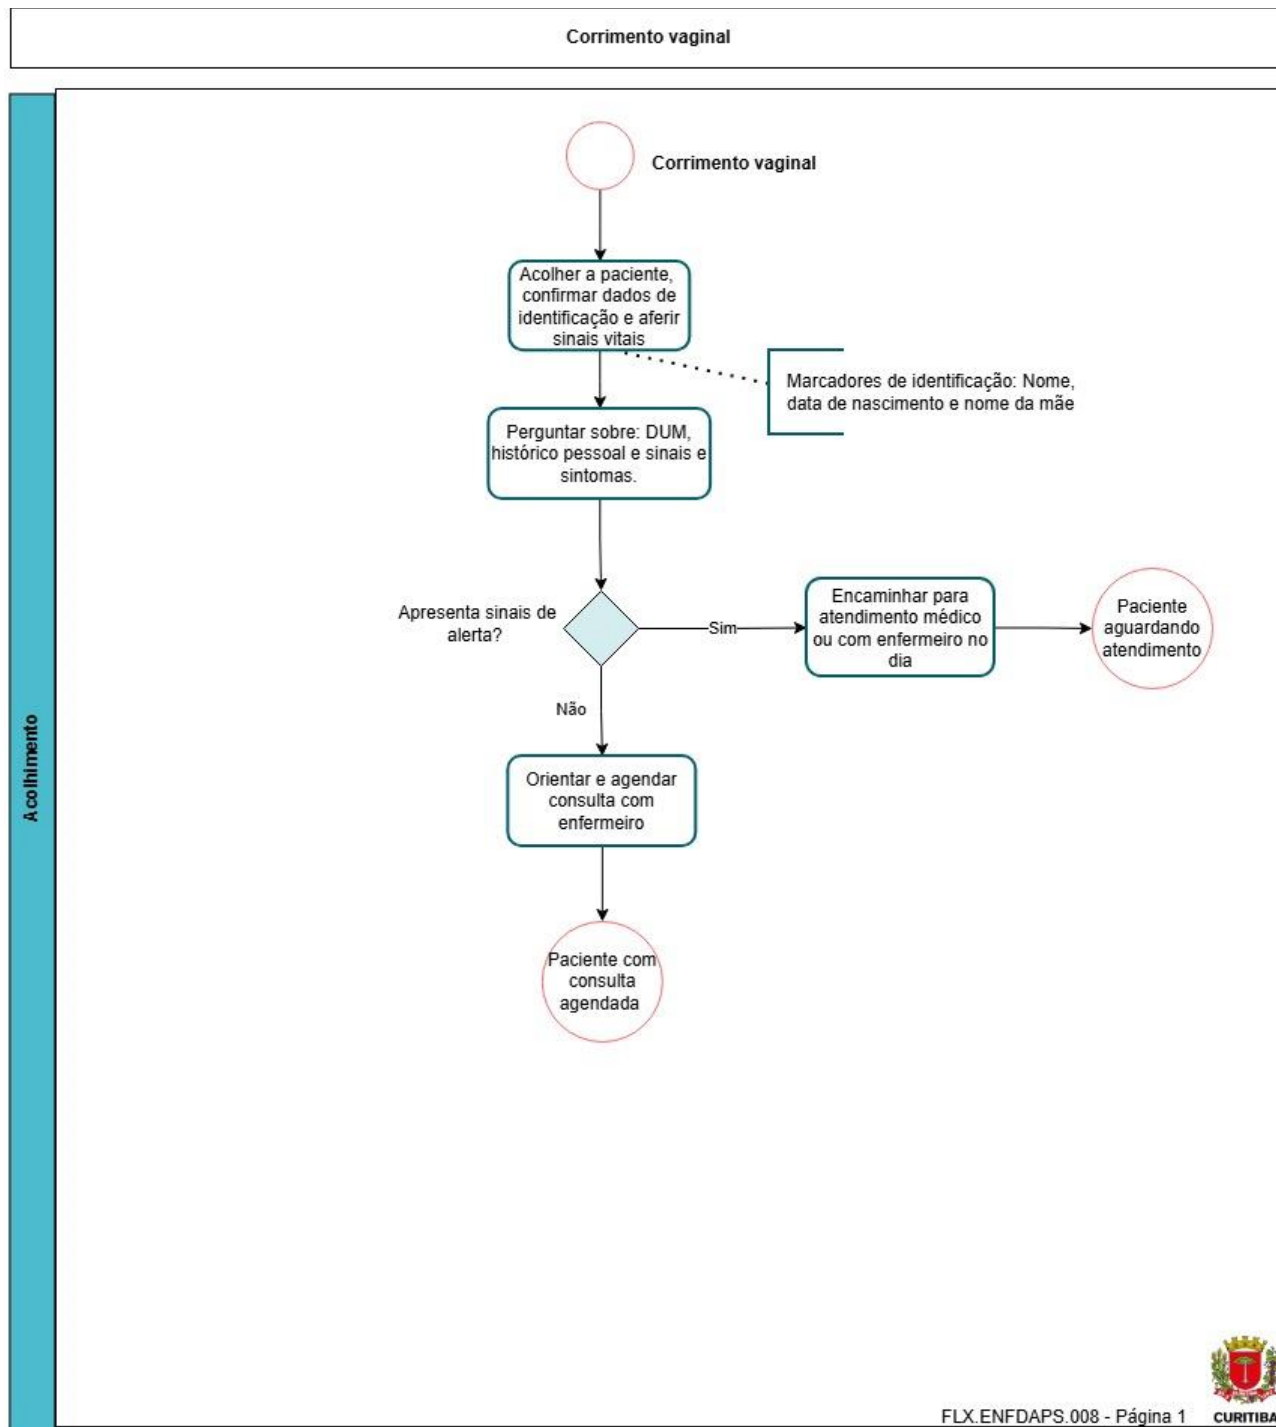 Corrimento vaginal
Corrimento vaginal
Acolher a paciente,
confirmar dados de
identificação e aferir
sinais vitais
Marcadores de identificação: Nome,
data de nascimento e nome da mãe
Perguntar sobre: DUM,
histórico pessoal e sinais e
sintomas.
Apresenta sinais de
alerta?
Sim
Encaminhar para
atendimento médico
ou com enfermeiro no
dia
Paciente
aguardando
atendimento
Não
Orientar e agendar
consulta com
enfermeiro
Paciente com
consulta
agendada
Acolhimento
FLX.ENFDAPS.008 - Página 1
CURITIBA